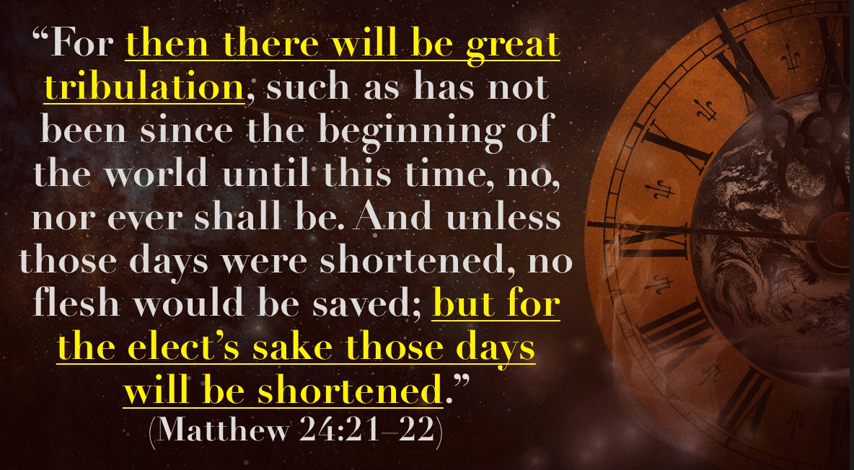 “For then there will be great
tribulation, such as has not
been since the beginning of
the world until this time, no,
nor ever shall be. And unless
those days were shortened, no
flesh would be saved; but for
the elect’s sake those days
will be shortened.”
(Matthew 24:21–22)